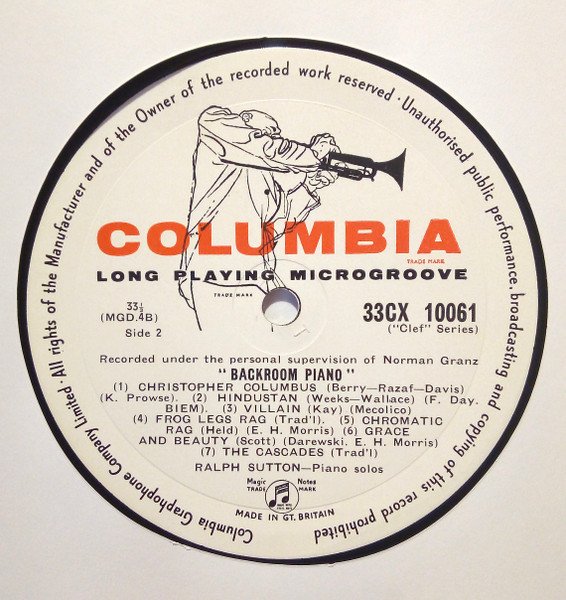 Columbia Graphophone Company Limited· All rights of the Manufacturer and of the Owner of the recorded work reserved · Unauthorised public performance, broadcasting and copying of this record prohibited
COLUMBIA
TRADE MARK
LONG PLAYING MICROGROOVE
TRADE MARK
33⅓
(MGD.4B)
Side 2
33CX 10061
("Clef" Series)
Recorded under the personal supervision of Norman Granz
"BACKROOM PIANO"
(1) CHRISTOPHER COLUMBUS (Berry—Razaf—Davis)
(K. Prowse). (2) HINDUSTAN (Weeks—Wallace) (F. Day.
BIEM). (3) VILLAIN (Kay) (Mecolico)
(4) FROG LEGS RAG (Trad'l). (5) CHROMATIC
RAG (Held) (E. H. Morris) (6) GRACE
AND BEAUTY (Scott) (Darewski. E. H. Morris)
(7) THE CASCADES (Trad'l)
RALPH SUTTON—Piano solos
Magic Notes
TRADE MARK
MADE IN GT. BRITAIN